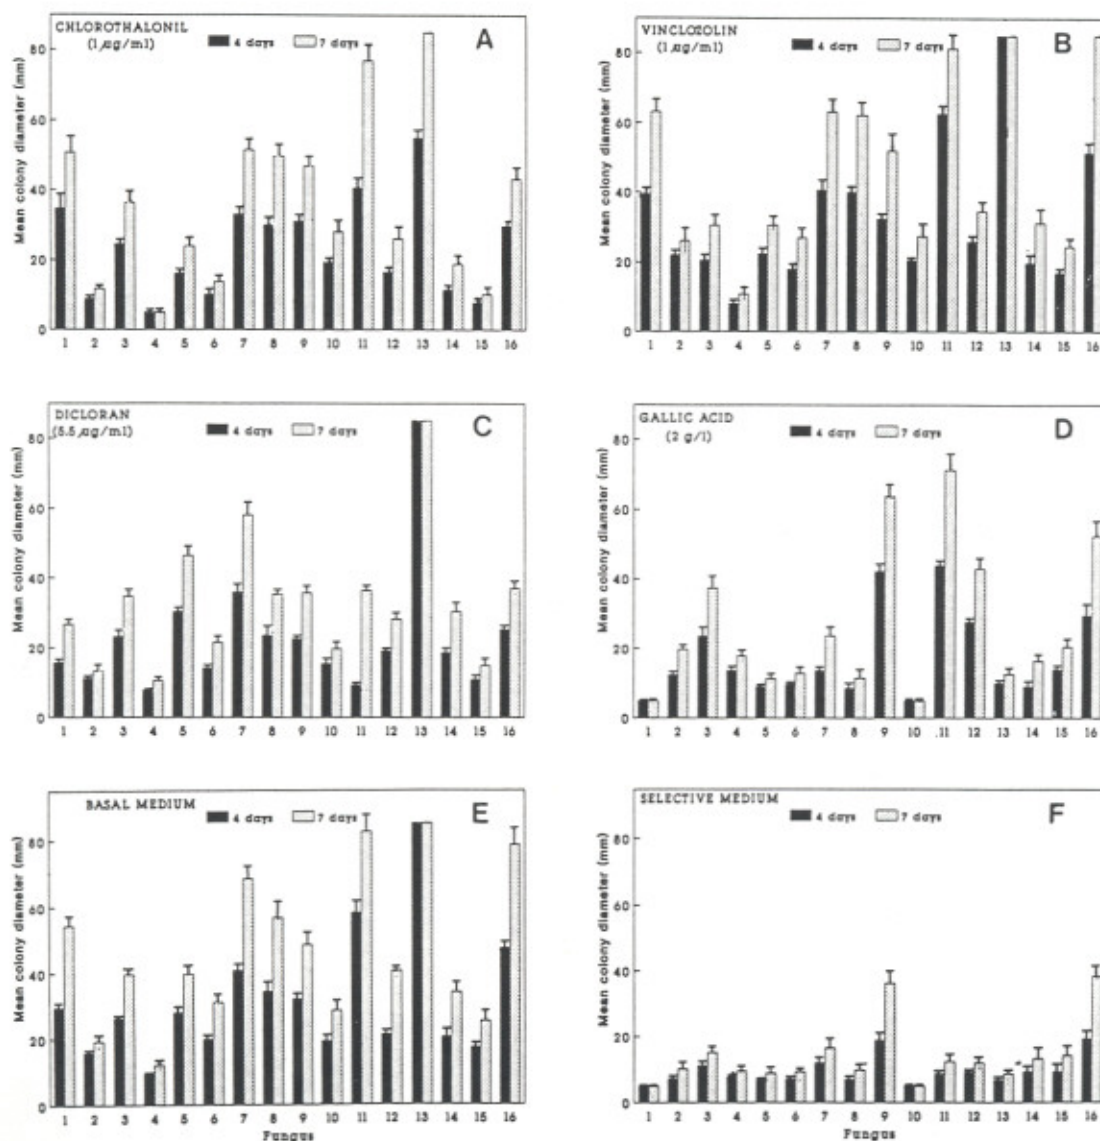 CHLOROTHALONIL
(1 µg/ml)
4 days
7 days
A
Mean colony diameter (mm)
80
60
40
20
0
1 2 3 4 5 6 7 8 9 10 11 12 13 14 15 16
VINCLOZOLIN
(1 µg/ml)
4 days
7 days
B
Mean colony diameter (mm)
80
60
40
20
0
1 2 3 4 5 6 7 8 9 10 11 12 13 14 15 16
DICLORAN
(5.5 µg/ml)
4 days
7 days
C
Mean colony diameter (mm)
80
60
40
20
0
1 2 3 4 5 6 7 8 9 10 11 12 13 14 15 16
GALLIC ACID
(2 g/l)
4 days
7 days
D
Mean colony diameter (mm)
80
60
40
20
0
1 2 3 4 5 6 7 8 9 10 11 12 13 14 15 16
BASAL MEDIUM
4 days
7 days
E
Mean colony diameter (mm)
80
60
40
20
0
1 2 3 4 5 6 7 8 9 10 11 12 13 14 15 16
Fungus
SELECTIVE MEDIUM
4 days
7 days
F
Mean colony diameter (mm)
80
60
40
20
0
1 2 3 4 5 6 7 8 9 10 11 12 13 14 15 16
Fungus